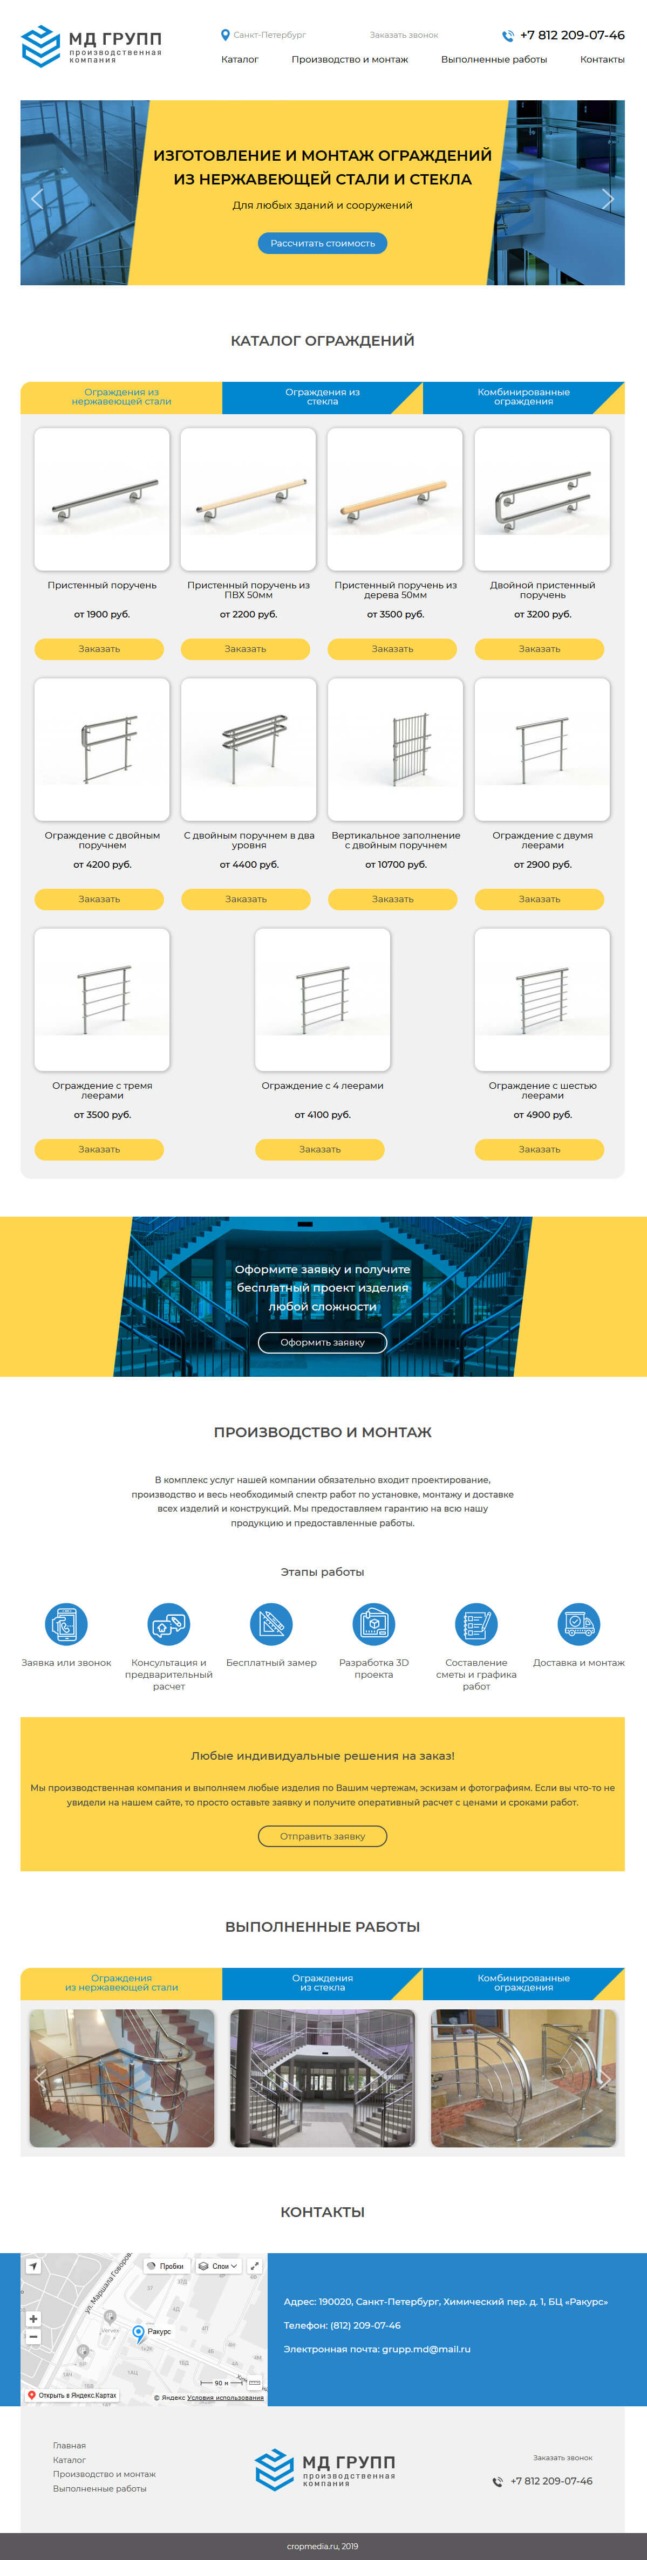 МД ГРУПП
производственная
компания
Санкт-Петербург
Заказать звонок
+7 812 209-07-46
Каталог
Производство и монтаж
Выполненные работы
Контакты
ИЗГОТОВЛЕНИЕ И МОНТАЖ ОГРАЖДЕНИЙ
ИЗ НЕРЖАВЕЮЩЕЙ СТАЛИ И СТЕКЛА
Для любых зданий и сооружений
Рассчитать стоимость
КАТАЛОГ ОГРАЖДЕНИЙ
Ограждения из
нержавеющей стали
Ограждения из
стекла
Комбинированные
ограждения
Пристенный поручень
от 1900 руб.
Заказать
Пристенный поручень из
ПВХ 50мм
от 2200 руб.
Заказать
Пристенный поручень из
дерева 50мм
от 3500 руб.
Заказать
Двойной пристенный
поручень
от 3200 руб.
Заказать
Ограждение с двойным
поручнем
от 4200 руб.
Заказать
С двойным поручнем в два
уровня
от 4400 руб.
Заказать
Вертикальное заполнение
с двойным поручнем
от 10700 руб.
Заказать
Ограждение с двумя
леерами
от 2900 руб.
Заказать
Ограждение с тремя
леерами
от 3500 руб.
Заказать
Ограждение с 4 леерами
от 4100 руб.
Заказать
Ограждение с шестью
леерами
от 4900 руб.
Заказать
Оформите заявку и получите
бесплатный проект изделия
любой сложности
Оформить заявку
ПРОИЗВОДСТВО И МОНТАЖ
В комплекс услуг нашей компании обязательно входит проектирование,
производство и весь необходимый спектр работ по установке, монтажу и доставке
всех изделий и конструкций. Мы предоставляем гарантию на всю нашу
продукцию и предоставленные работы.
Этапы работы
Заявка или звонок
Консультация и
предварительный
расчет
Бесплатный замер
Разработка 3D
проекта
Составление
сметы и графика
работ
Доставка и монтаж
Любые индивидуальные решения на заказ!
Мы производственная компания и выполняем любые изделия по Вашим чертежам, эскизам и фотографиям. Если вы что-то не
увидели на нашем сайте, то просто оставьте заявку и получите оперативный расчет с ценами и сроками работ.
Отправить заявку
ВЫПОЛНЕННЫЕ РАБОТЫ
Ограждения
из нержавеющей стали
Ограждения
из стекла
Комбинированные
ограждения
КОНТАКТЫ
ул. Маршала Говорова
Пробки
Слои
Ракурс
90 м
Открыть в Яндекс.Картах
© Яндекс Условия использования
Адрес: 190020, Санкт-Петербург, Химический пер. д. 1, БЦ «Ракурс»
Телефон: (812) 209-07-46
Электронная почта: grupp.md@mail.ru
Главная
Каталог
Производство и монтаж
Выполненные работы
МД ГРУПП
производственная
компания
Заказать звонок
+7 812 209-07-46
cropmedia.ru, 2019